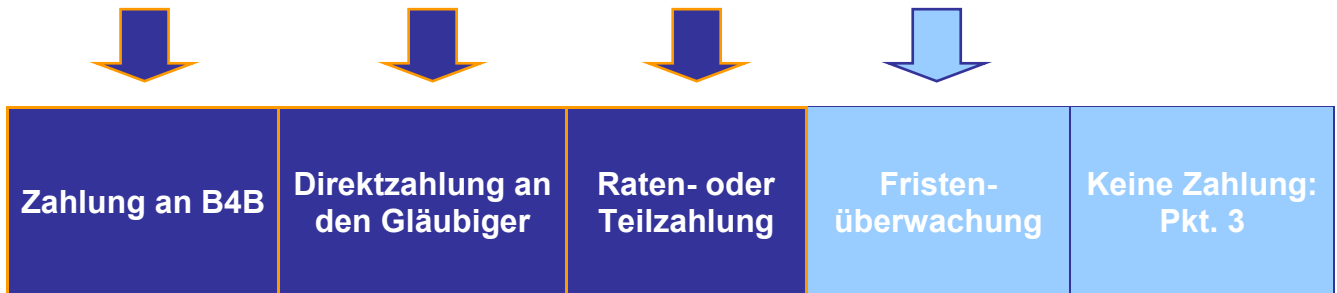 Zahlung an B4B
Direktzahlung an
den Gläubiger
Raten- oder
Teilzahlung
Fristen-
überwachung
Keine Zahlung:
Pkt. 3